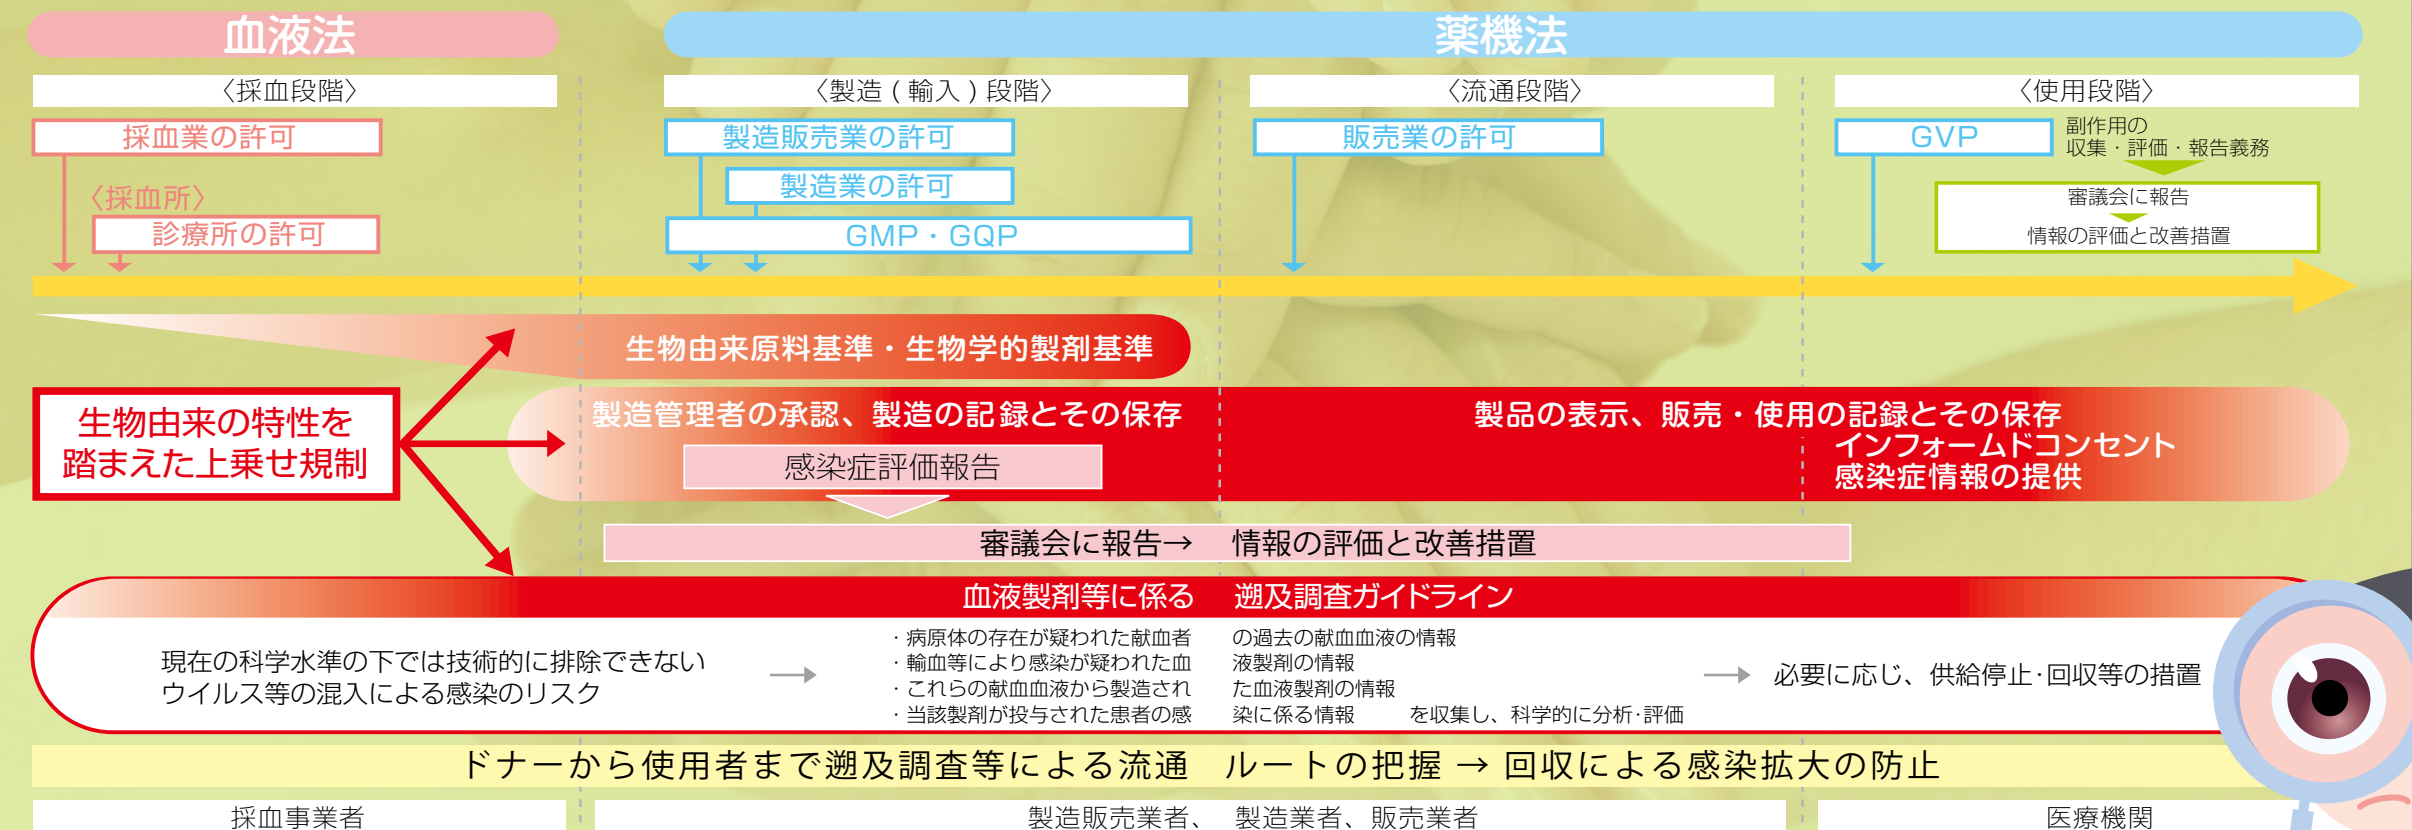 血液法
薬機法
〈採血段階〉
〈製造(輸入)段階〉
〈流通段階〉
〈使用段階〉
採血業の許可
〈採血所〉
診療所の許可
製造販売業の許可
製造業の許可
GMP・GQP
販売業の許可
GVP
副作用の
収集・評価・報告義務
審議会に報告
情報の評価と改善措置
生物由来原料基準・生物学的製剤基準
生物由来の特性を
踏まえた上乗せ規制
製造管理者の承認、製造の記録とその保存
製品の表示、販売・使用の記録とその保存
インフォームドコンセント
感染症情報の提供
感染症評価報告
審議会に報告→ 情報の評価と改善措置
血液製剤等に係る 遡及調査ガイドライン
現在の科学水準の下では技術的に排除できない
ウイルス等の混入による感染のリスク
→
・病原体の存在が疑われた献血者 の過去の献血血液の情報
・輸血等により感染が疑われた血 液製剤の情報
・これらの献血血液から製造され た血液製剤の情報
・当該製剤が投与された患者の感 染に係る情報 を収集し、科学的に分析・評価
→
必要に応じ、供給停止・回収等の措置
ドナーから使用者まで遡及調査等による流通 ルートの把握 → 回収による感染拡大の防止
採血事業者
製造販売業者、 製造業者、販売業者
医療機関